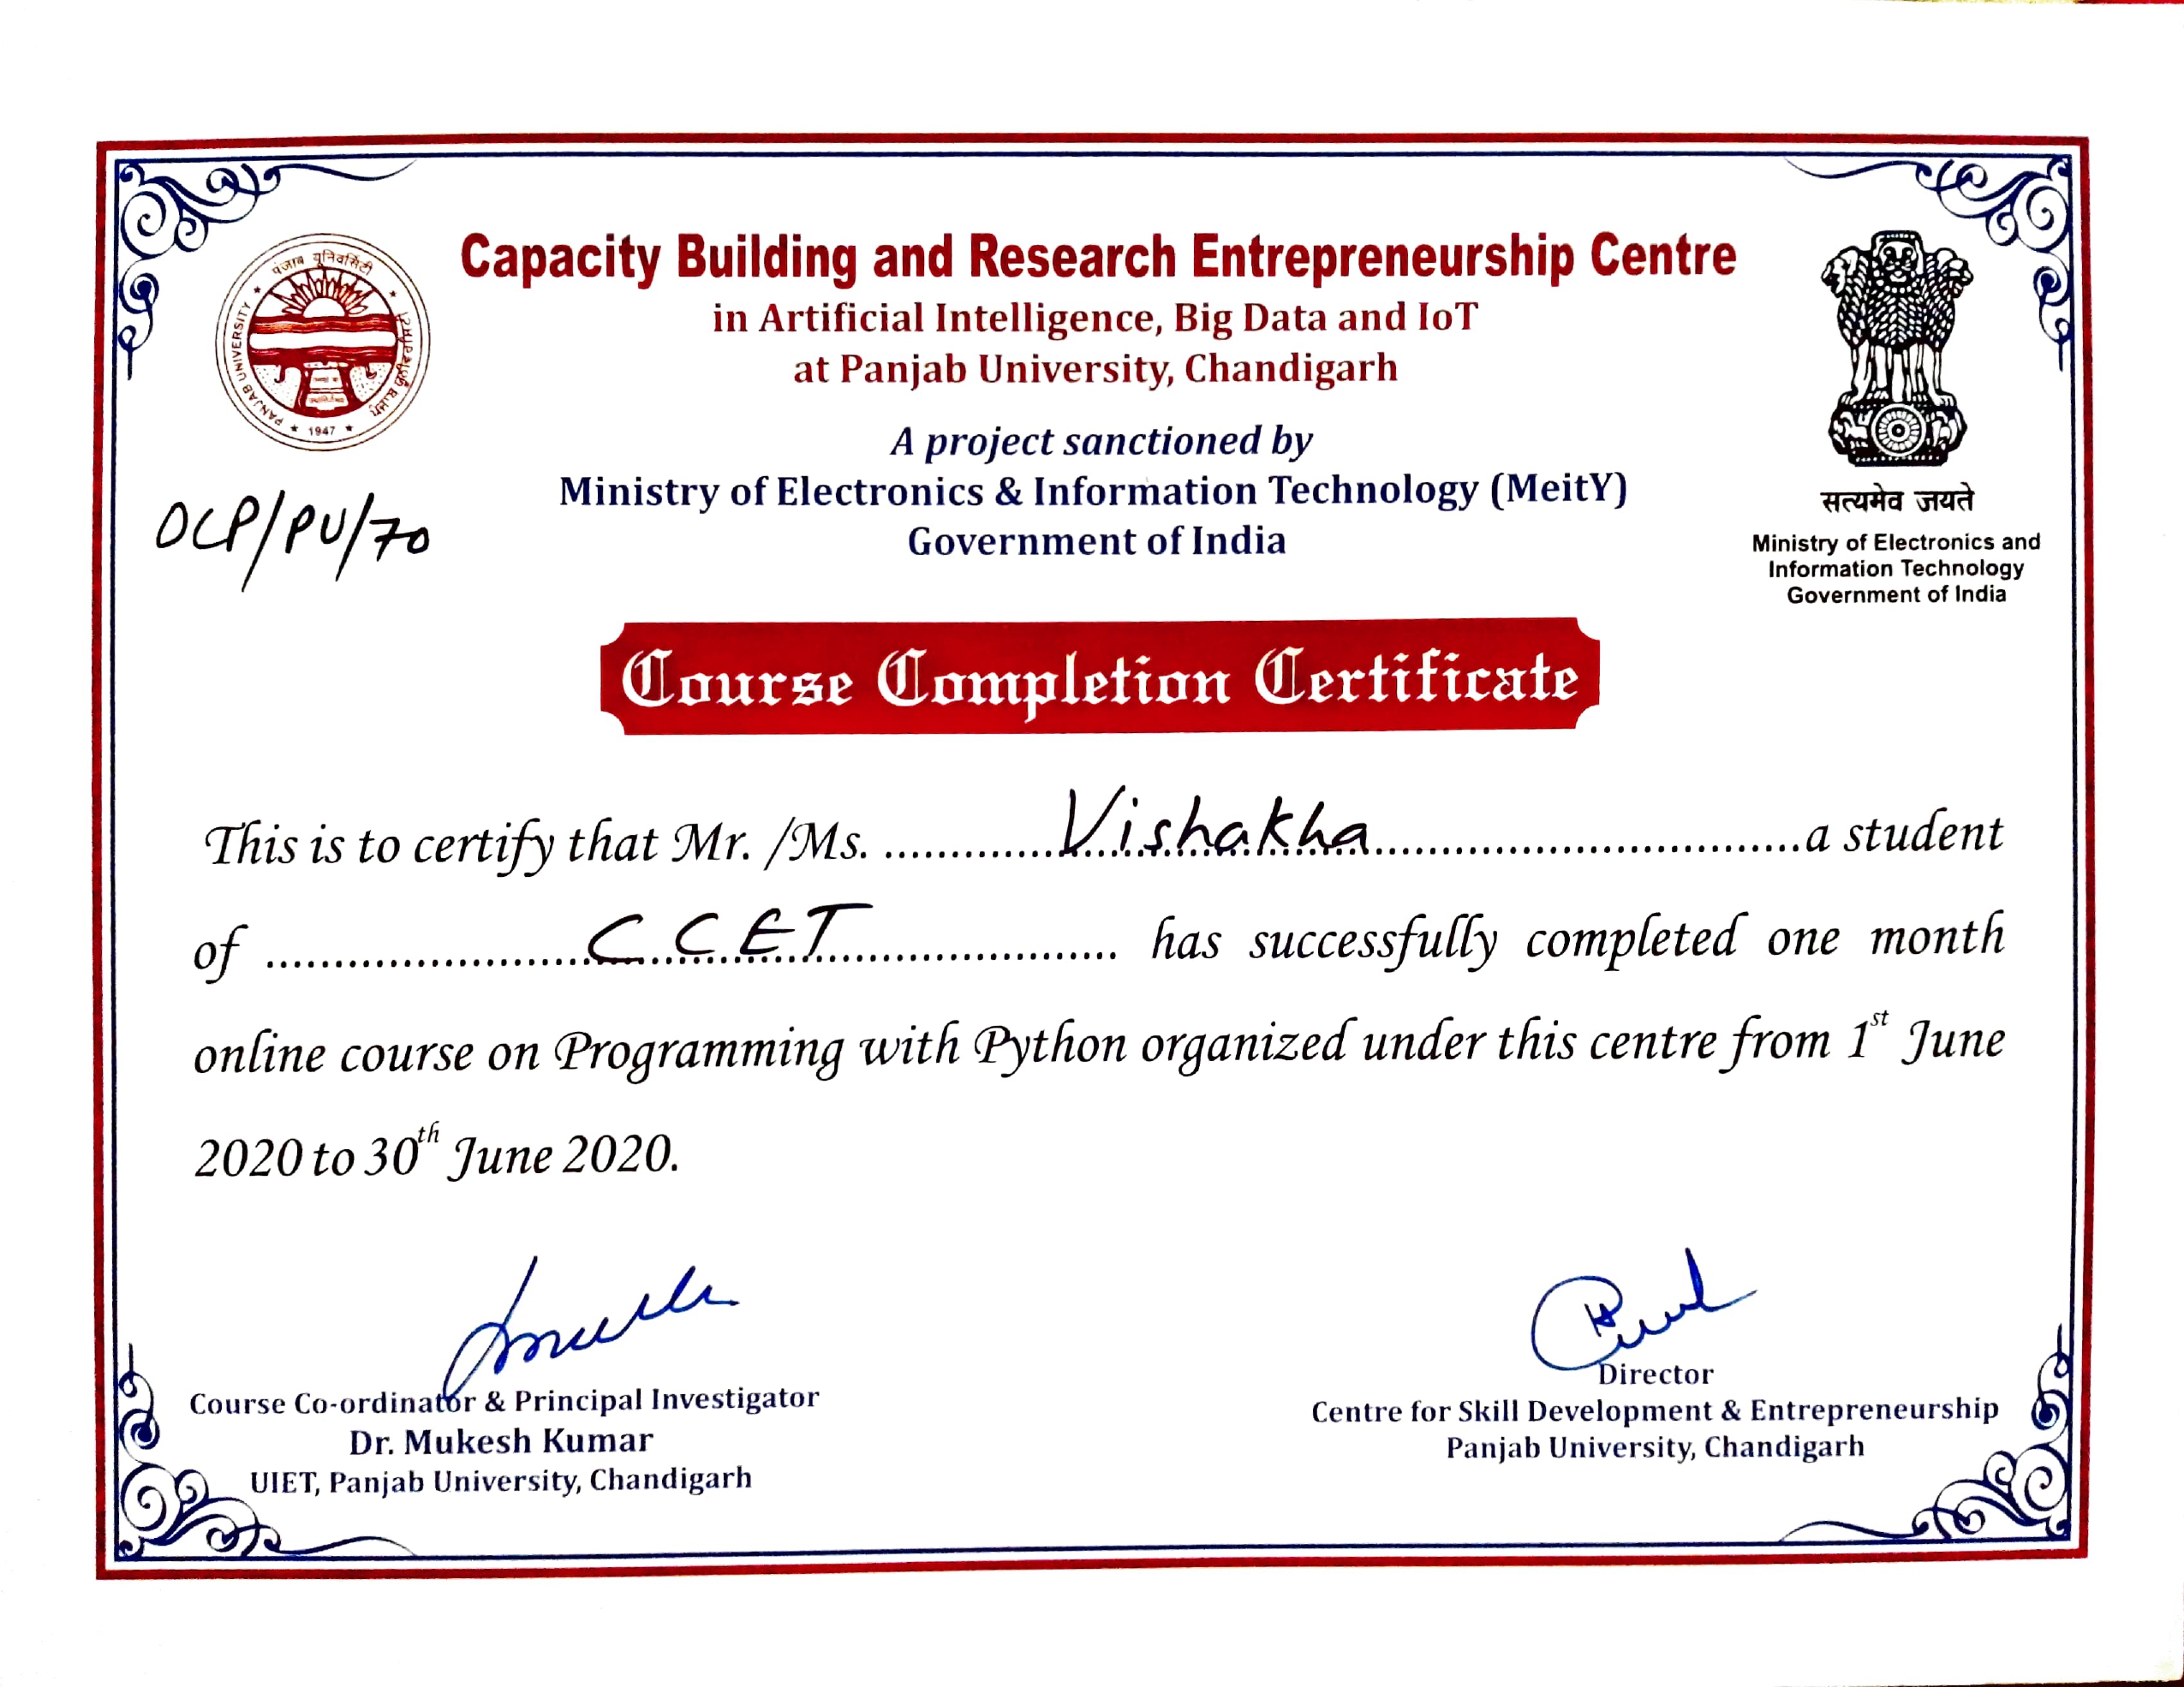 Capacity Building and Research Entrepreneurship Centre
in Artificial Intelligence, Big Data and IoT
at Panjab University, Chandigarh
पंजाब यूनिवर्सिटी
PANJAB UNIVERSITY
1947
A project sanctioned by
Ministry of Electronics & Information Technology (MeitY)
Government of India
OCP/PU/70
सत्यमेव जयते
Ministry of Electronics and
Information Technology
Government of India
Course Completion Certificate
This is to certify that Mr. /Ms. Vishakha a student
of CCET has successfully completed one month
online course on Programming with Python organized under this centre from 1st June
2020 to 30th June 2020.
Course Co-ordinator & Principal Investigator
Dr. Mukesh Kumar
UIET, Panjab University, Chandigarh
Director
Centre for Skill Development & Entrepreneurship
Panjab University, Chandigarh